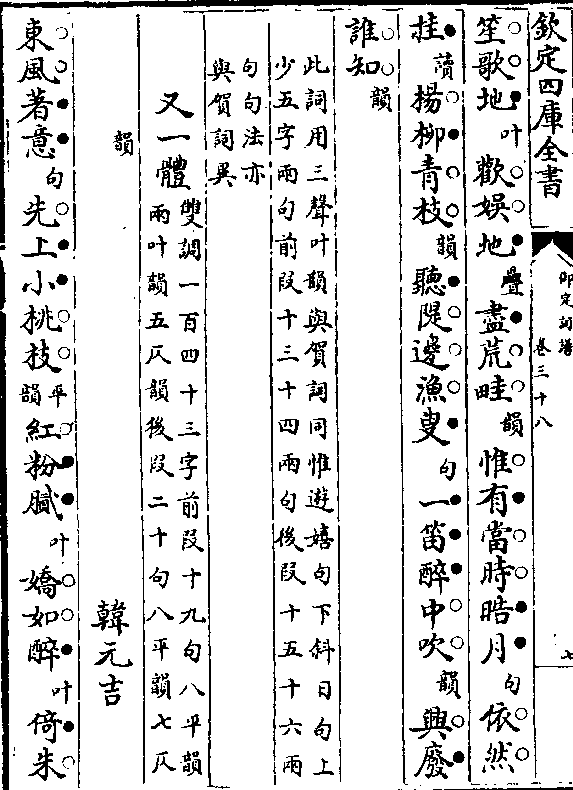 欽定四庫全書
御定詞譜
卷三十八
七
笙歌地叶歡娛地疊盡荒畦韻惟有當時皓月句依然
挂讀楊柳青枝韻聽隄邊漁叟句一笛醉中吹韻興廢
誰知韻
此詞用三聲叶韻與賀詞同惟遊嬉句下斜日句上
少五字兩句前段十三十四兩句後段十五十六兩
句句法亦
與賀詞異
又一體雙調一百四十三字前段十九句八平韻
兩叶韻五仄韻後段二十句八平韻七仄
韻
韓元吉
東風著意句先上小桃枝平韻紅粉膩叶嬌如醉叶倚朱